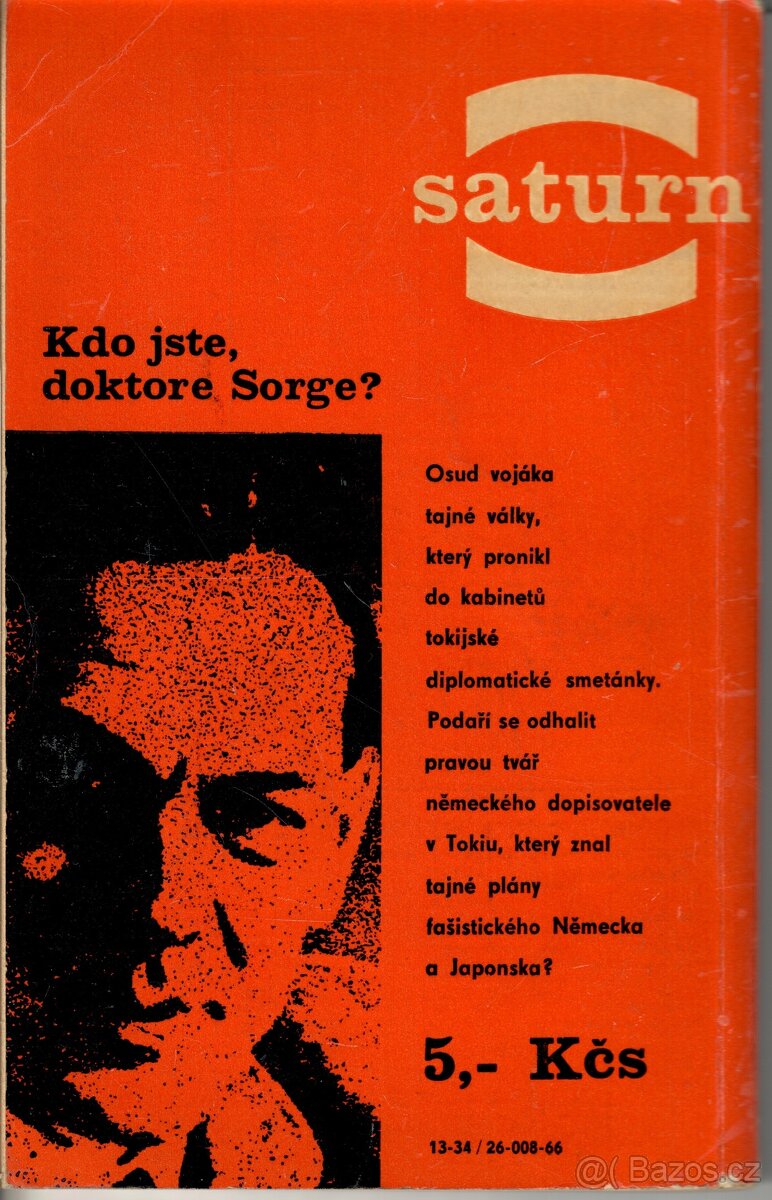 saturn
Kdo jste,
doktore Sorge?
Osud vojáka
tajné války,
který pronikl
do kabinetů
tokijské
diplomatické smetánky.
Podaří se odhalit
pravou tvář
německého dopisovatele
v Tokiu, který znal
tajné plány
fašistického Německa
a Japonska?
5,- Kčs
13-34 / 26-008-66
@( Bazos.cz